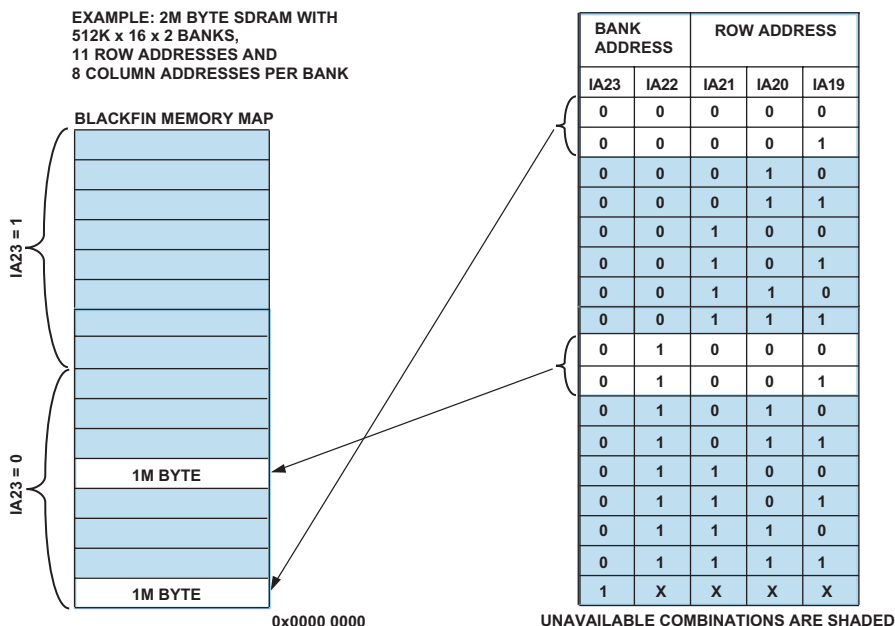 EXAMPLE: 2M BYTE SDRAM WITH
512K x 16 x 2 BANKS,
11 ROW ADDRESSES AND
8 COLUMN ADDRESSES PER BANK
BLACKFIN MEMORY MAP
IA23 = 1
IA23 = 0
1M BYTE
1M BYTE
0x0000 0000
BANK ADDRESS ROW ADDRESS
IA23 IA22 IA21 IA20 IA19
0 0 0 0 0
0 0 0 0 1
0 0 0 1 0
0 0 0 1 1
0 0 1 0 0
0 0 1 0 1
0 0 1 1 0
0 0 1 1 1
0 1 0 0 0
0 1 0 0 1
0 1 0 1 0
0 1 0 1 1
0 1 1 0 0
0 1 1 0 1
0 1 1 1 0
0 1 1 1 1
1 X X X X
UNAVAILABLE COMBINATIONS ARE SHADED